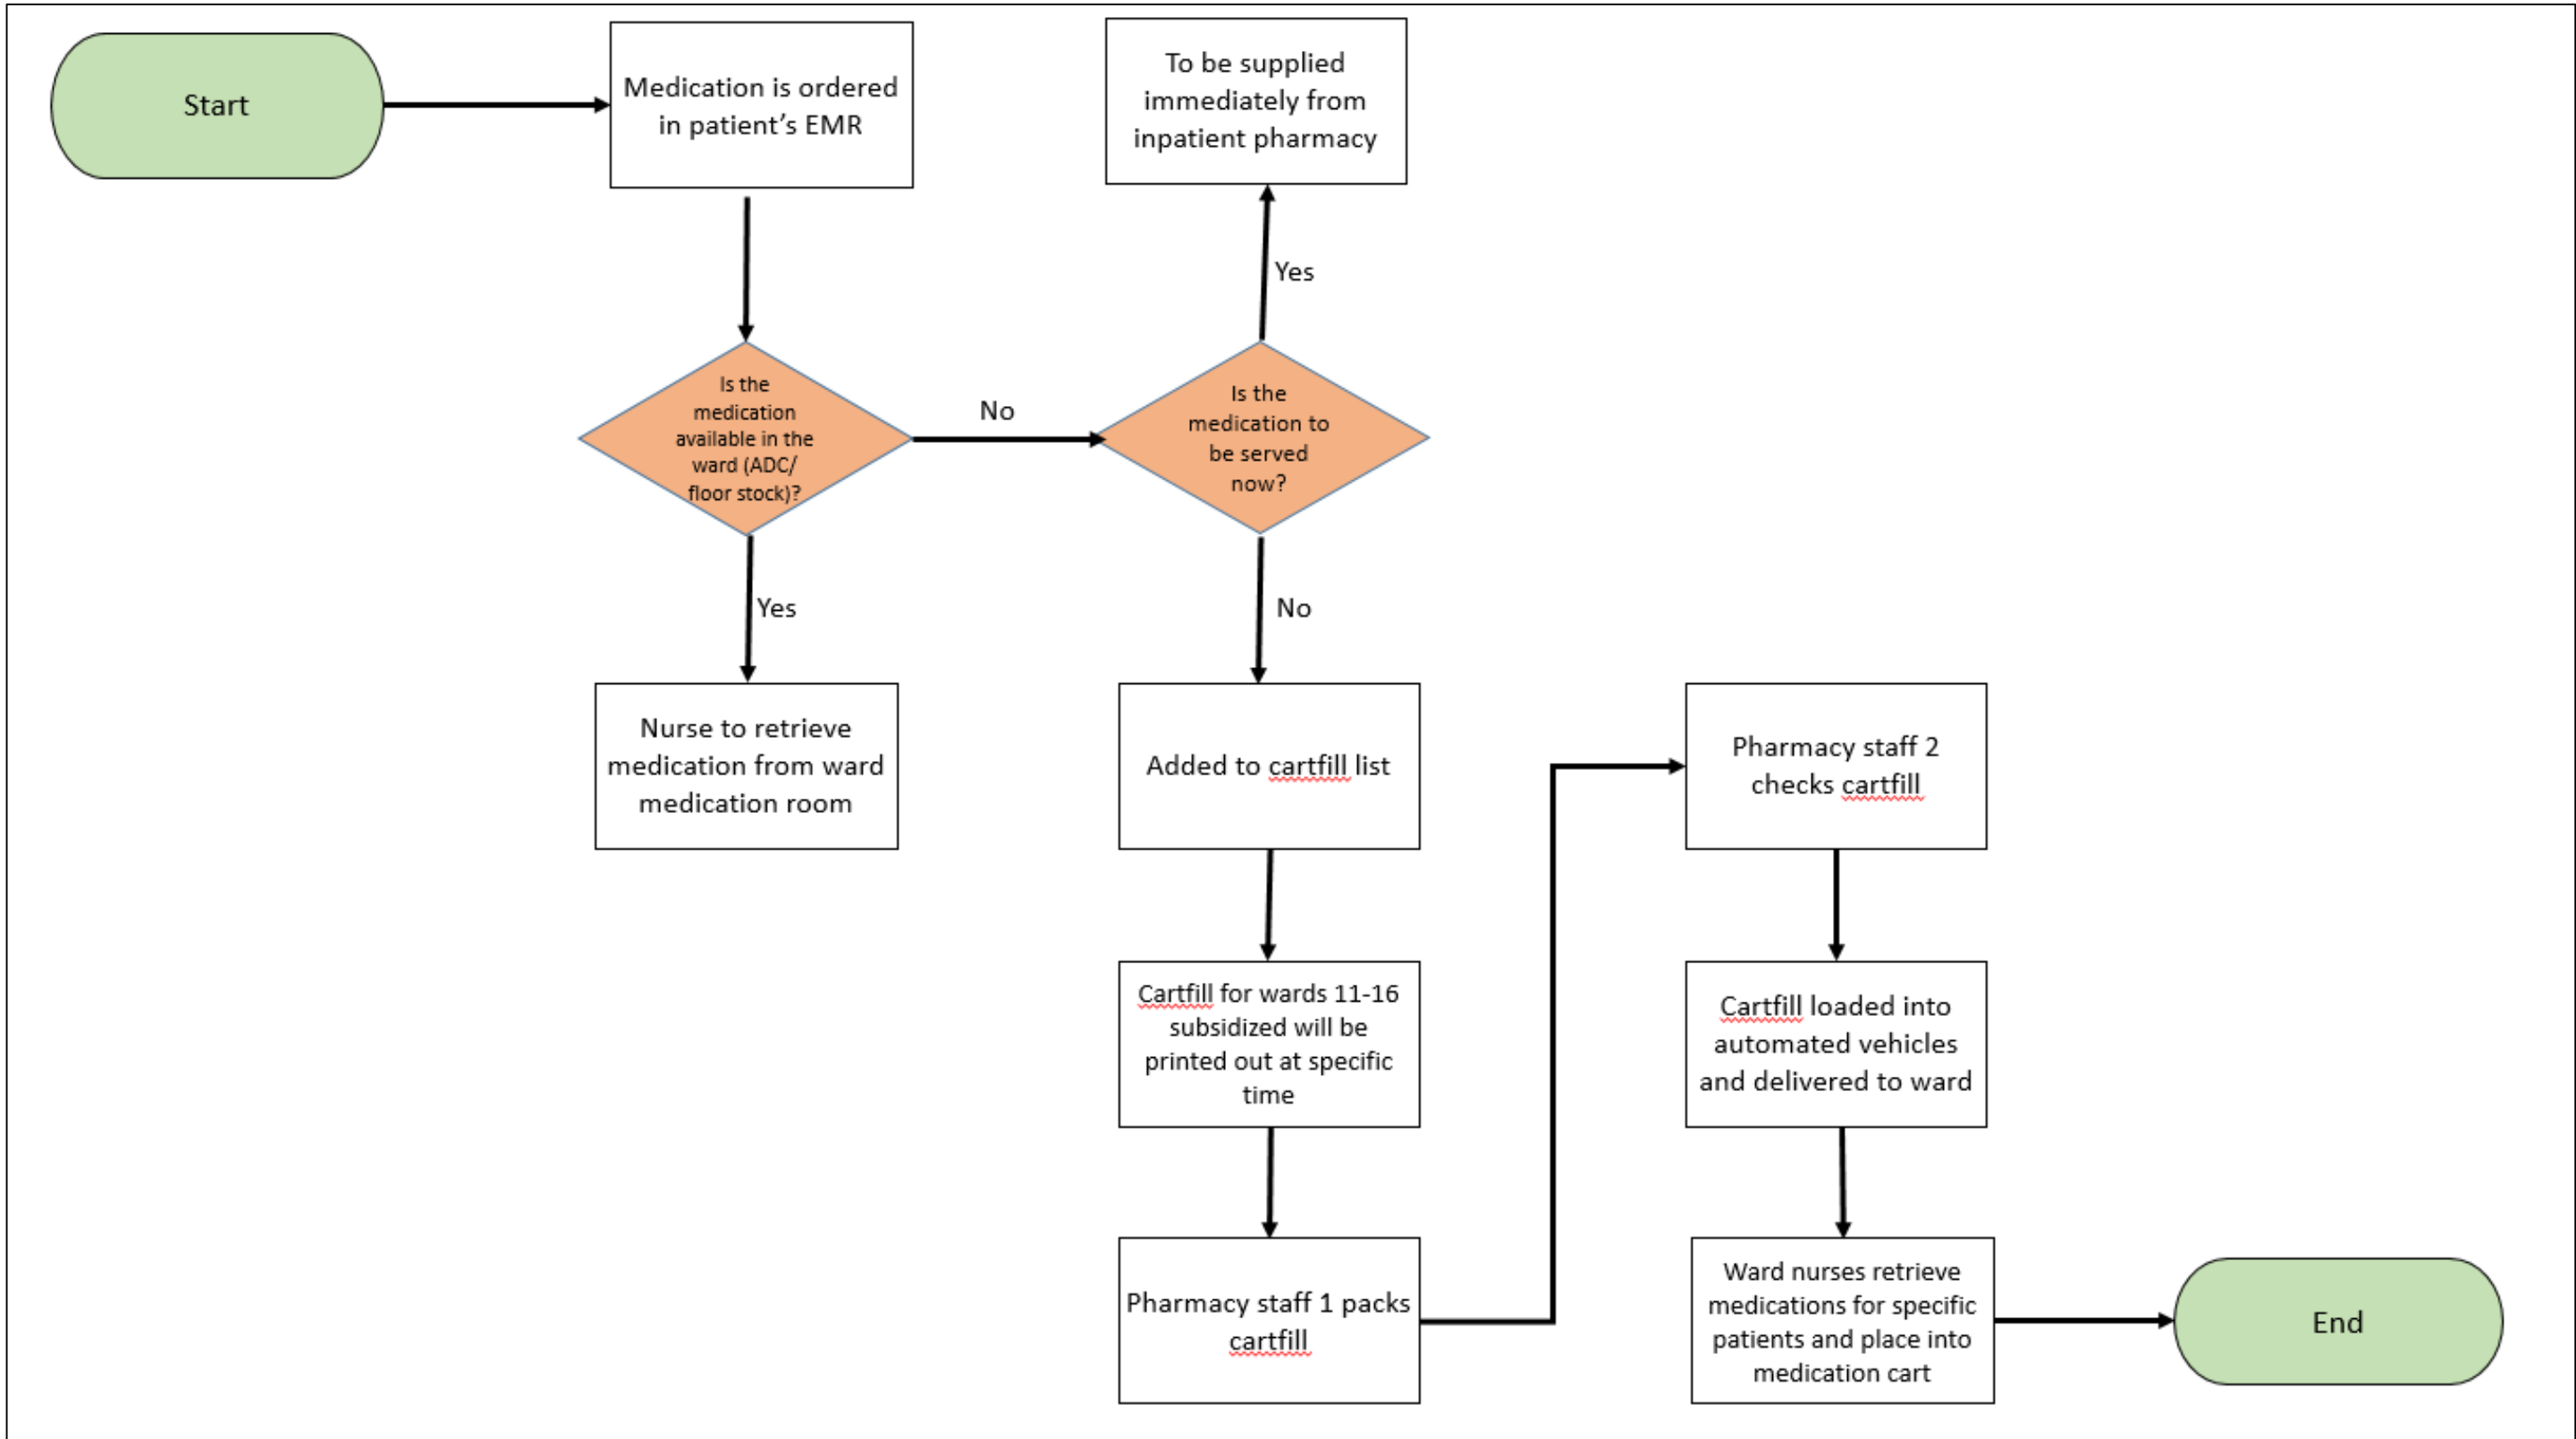 Start
Medication is ordered
in patient’s EMR
To be supplied
immediately from
inpatient pharmacy
Yes
Is the
medication
available in the
ward (ADC/
floor stock)?
No
Is the
medication to
be served
now?
Yes
No
Nurse to retrieve
medication from ward
medication room
Added to cartfill list
Pharmacy staff 2
checks cartfill
Cartfill for wards 11-16
subsidized will be
printed out at specific
time
Cartfill loaded into
automated vehicles
and delivered to ward
Pharmacy staff 1 packs
cartfill
Ward nurses retrieve
medications for specific
patients and place into
medication cart
End